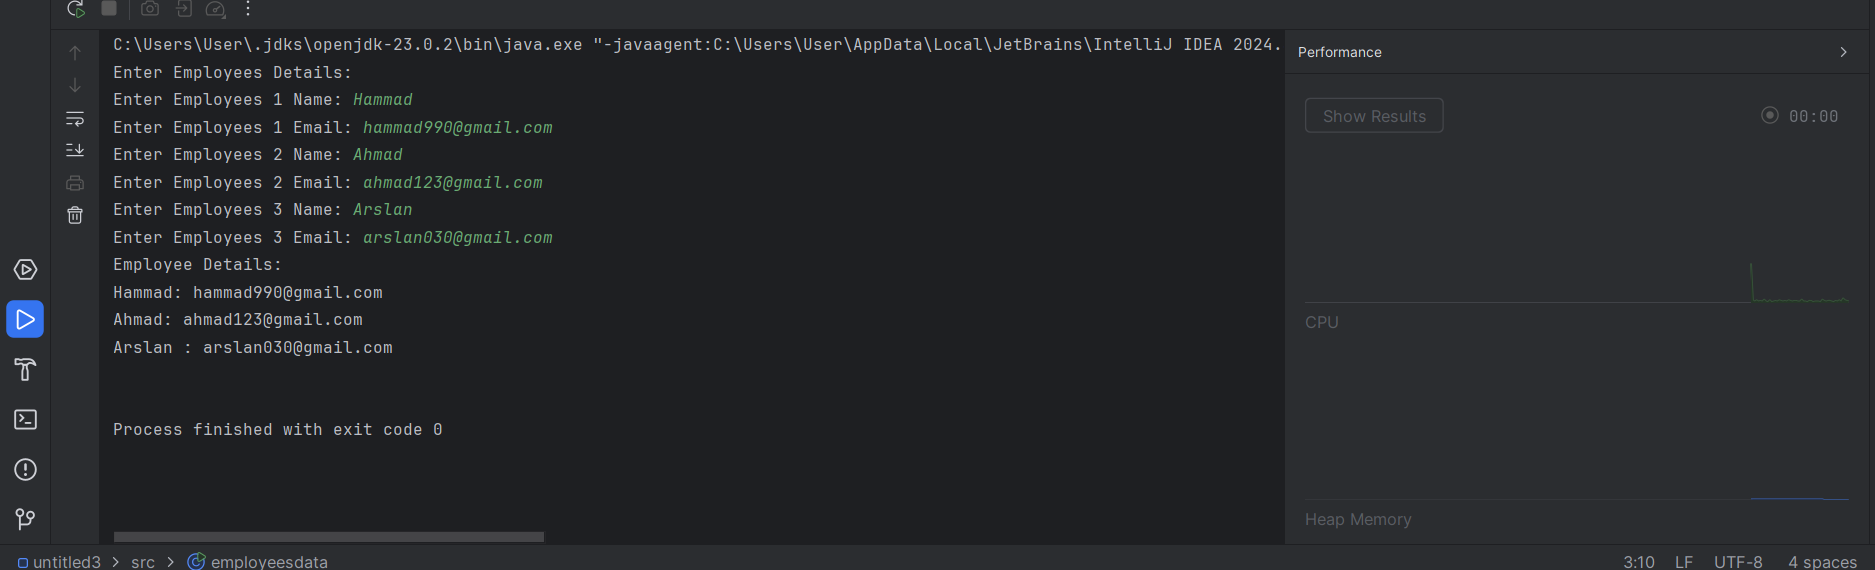 C:\Users\User\.jdks\openjdk-23.0.2\bin\java.exe "-javaagent:C:\Users\User\AppData\Local\JetBrains\IntelliJ IDEA 2024.
Enter Employees Details:
Enter Employees 1 Name: Hammad
Enter Employees 1 Email: hammad990@gmail.com
Enter Employees 2 Name: Ahmad
Enter Employees 2 Email: ahmad123@gmail.com
Enter Employees 3 Name: Arslan
Enter Employees 3 Email: arslan030@gmail.com
Employee Details:
Hammad: hammad990@gmail.com
Ahmad: ahmad123@gmail.com
Arslan : arslan030@gmail.com
Process finished with exit code 0
Performance
Show Results
00:00
CPU
Heap Memory
untitled3 > src > employeesdata
3:10 LF UTF-8 4 spaces